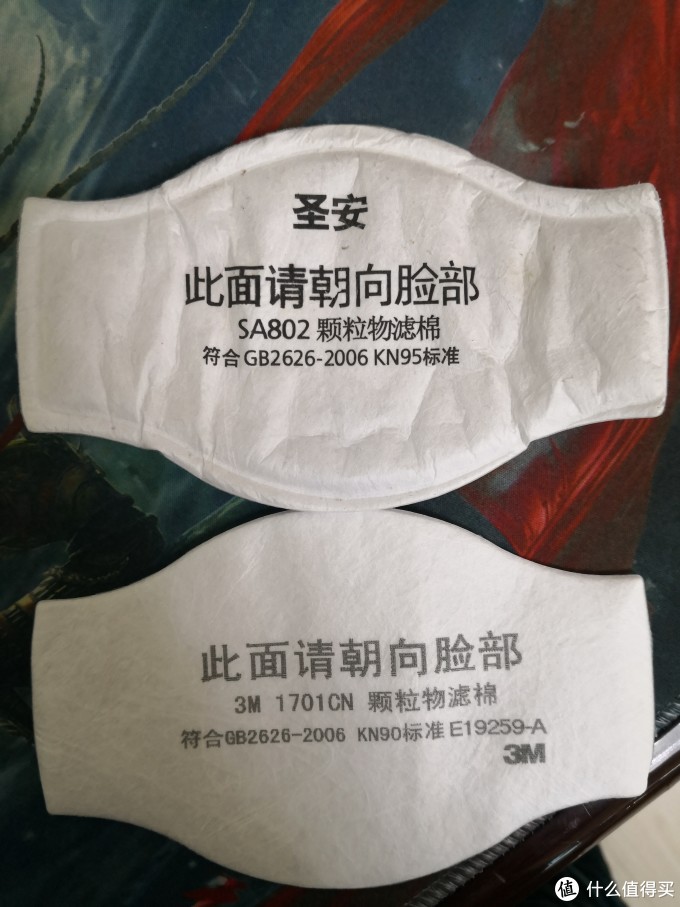 圣安
此面请朝向脸部
SA802 颗粒物滤棉
符合GB2626-2006 KN95标准
此面请朝向脸部
3M 1701CN 颗粒物滤棉
符合GB2626-2006 KN90标准 E19259-A
3M
值 什么值得买